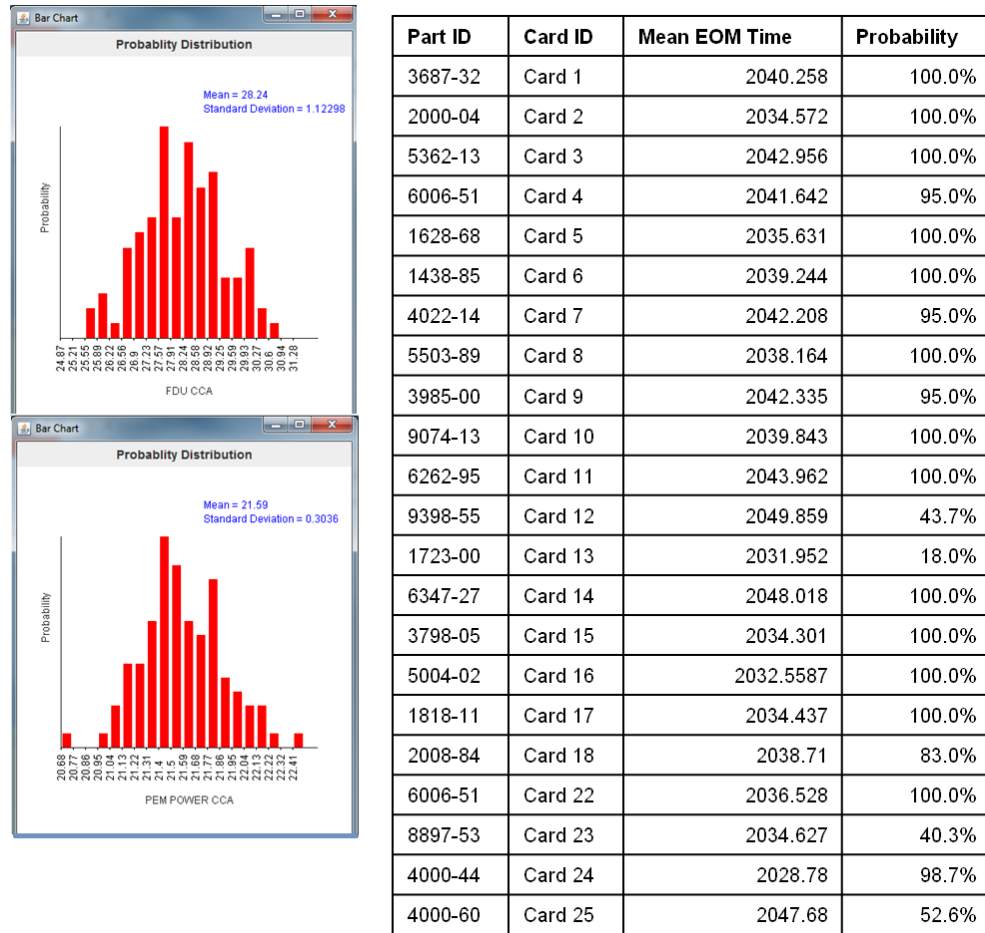 Bar Chart
Probablity Distribution
Mean = 28.24
Standard Deviation = 1.12298
Probability
24.87 25.21 25.55 25.89 26.22 26.56 26.9 27.23 27.57 27.91 28.24 28.58 28.92 29.25 29.59 29.93 30.27 30.6 30.94 31.28
FDU CCA
Bar Chart
Probablity Distribution
Mean = 21.59
Standard Deviation = 0.3036
Probability
20.68 20.77 20.86 20.95 21.04 21.13 21.22 21.31 21.4 21.5 21.59 21.68 21.77 21.86 21.95 22.04 22.13 22.22 22.32 22.41
PEM POWER CCA
Part ID Card ID Mean EOM Time Probability
3687-32 Card 1 2040.258 100.0%
2000-04 Card 2 2034.572 100.0%
5362-13 Card 3 2042.956 100.0%
6006-51 Card 4 2041.642 95.0%
1628-68 Card 5 2035.631 100.0%
1438-85 Card 6 2039.244 100.0%
4022-14 Card 7 2042.208 95.0%
5503-89 Card 8 2038.164 100.0%
3985-00 Card 9 2042.335 95.0%
9074-13 Card 10 2039.843 100.0%
6262-95 Card 11 2043.962 100.0%
9398-55 Card 12 2049.859 43.7%
1723-00 Card 13 2031.952 18.0%
6347-27 Card 14 2048.018 100.0%
3798-05 Card 15 2034.301 100.0%
5004-02 Card 16 2032.5587 100.0%
1818-11 Card 17 2034.437 100.0%
2008-84 Card 18 2038.71 83.0%
6006-51 Card 22 2036.528 100.0%
8897-53 Card 23 2034.627 40.3%
4000-44 Card 24 2028.78 98.7%
4000-60 Card 25 2047.68 52.6%